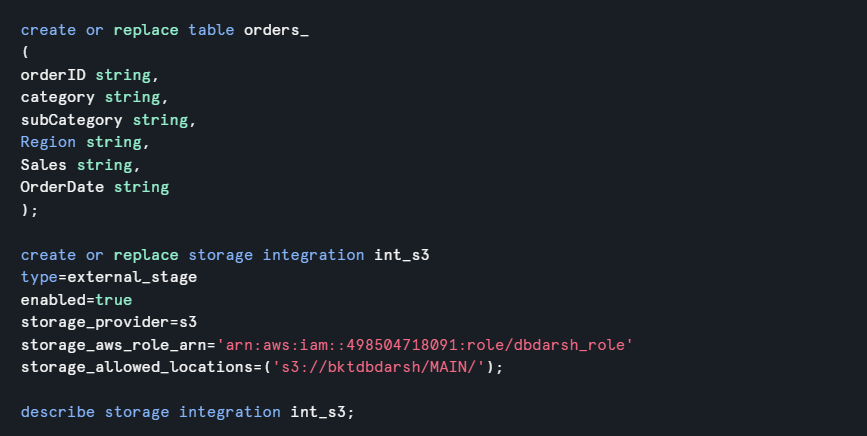 create or replace table orders_
(
orderID string,
category string,
subCategory string,
Region string,
Sales string,
OrderDate string
);
create or replace storage integration int_s3
type=external_stage
enabled=true
storage_provider=s3
storage_aws_role_arn='arn:aws:iam::498504718091:role/dbdarsh_role'
storage_allowed_locations=('s3://bktdbdarsh/MAIN/');
describe storage integration int_s3;